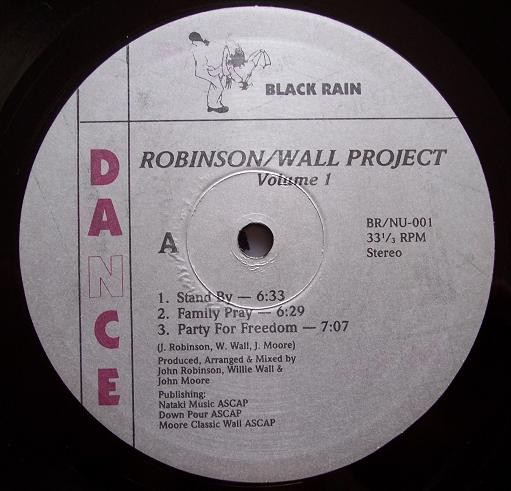 BLACK RAIN
DANCE
ROBINSON/WALL PROJECT
Volume 1
A
BR/NU-001
33 1/3 RPM
Stereo
1. Stand By — 6:33
2. Family Pray — 6:29
3. Party For Freedom — 7:07
(J. Robinson, W. Wall, J. Moore)
Produced, Arranged & Mixed by
John Robinson, Willie Wall &
John Moore
Publishing:
Nataki Music ASCAP
Down Pour ASCAP
Moore Classic Wall ASCAP